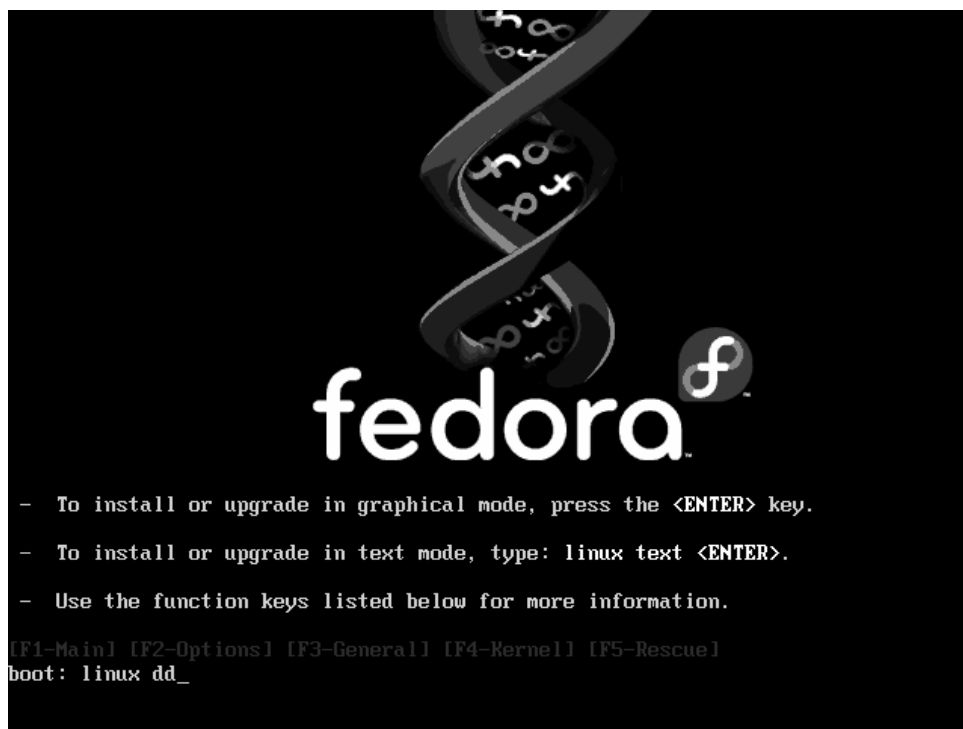 fedora™
- To install or upgrade in graphical mode, press the <ENTER> key.
- To install or upgrade in text mode, type: linux text <ENTER>.
- Use the function keys listed below for more information.
[F1-Main] [F2-Options] [F3-General] [F4-Kernel] [F5-Rescue]
boot: linux dd_